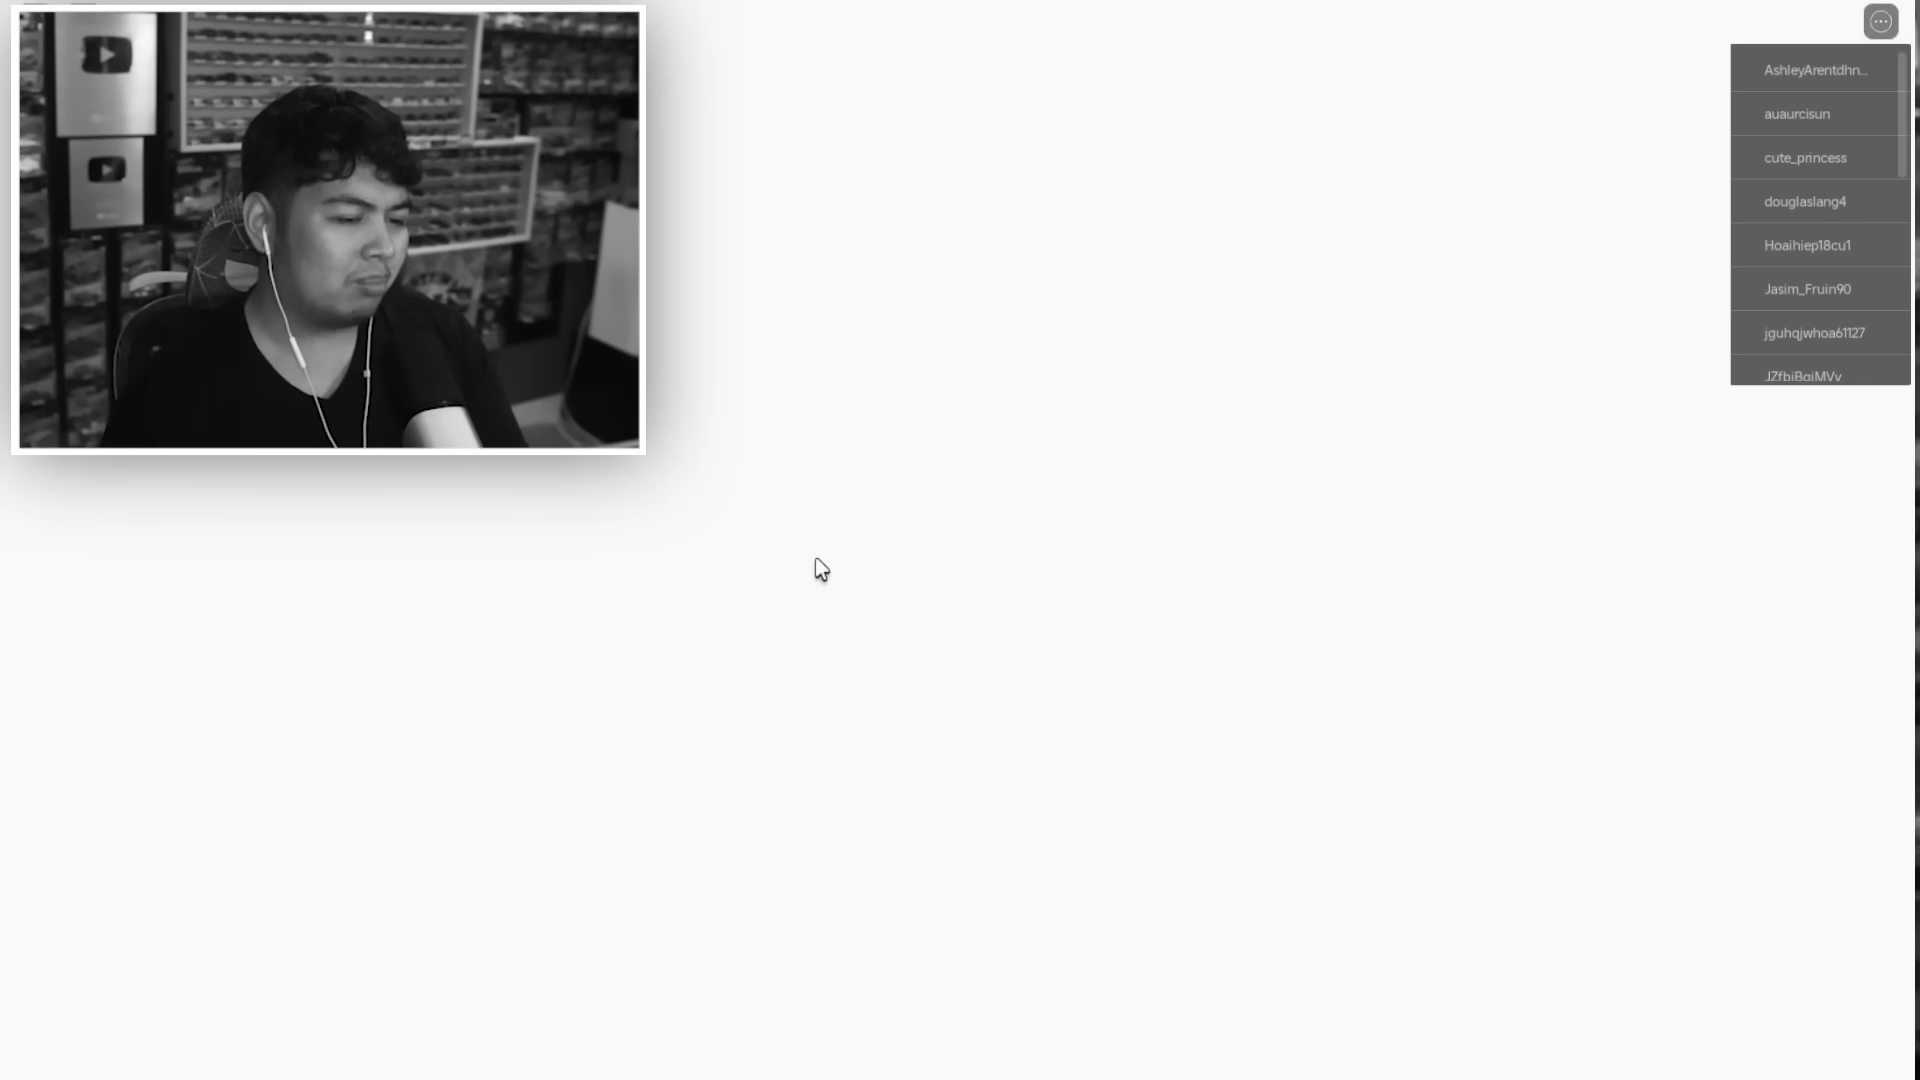 AshleyArentdhn...
auaurcisun
cute_princess
douglaslang4
Hoaihiep18cu1
Jasim_Fruin90
jguhqjwhoa61127